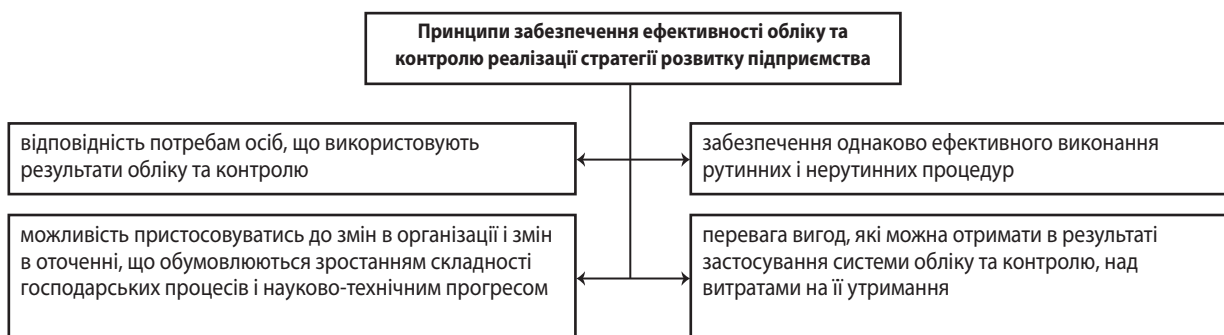 Принципи забезпечення ефективності обліку та
контролю реалізації стратегії розвитку підприємства
відповідність потребам осіб, що використовують
результати обліку та контролю
забезпечення однаково ефективного виконання
рутинних і нерутинних процедур
можливість пристосовуватись до змін в організації і змін
в оточенні, що обумовлюються зростанням складності
господарських процесів і науково-технічним прогресом
перевага вигод, які можна отримати в результаті
застосування системи обліку та контролю, над
витратами на її утримання